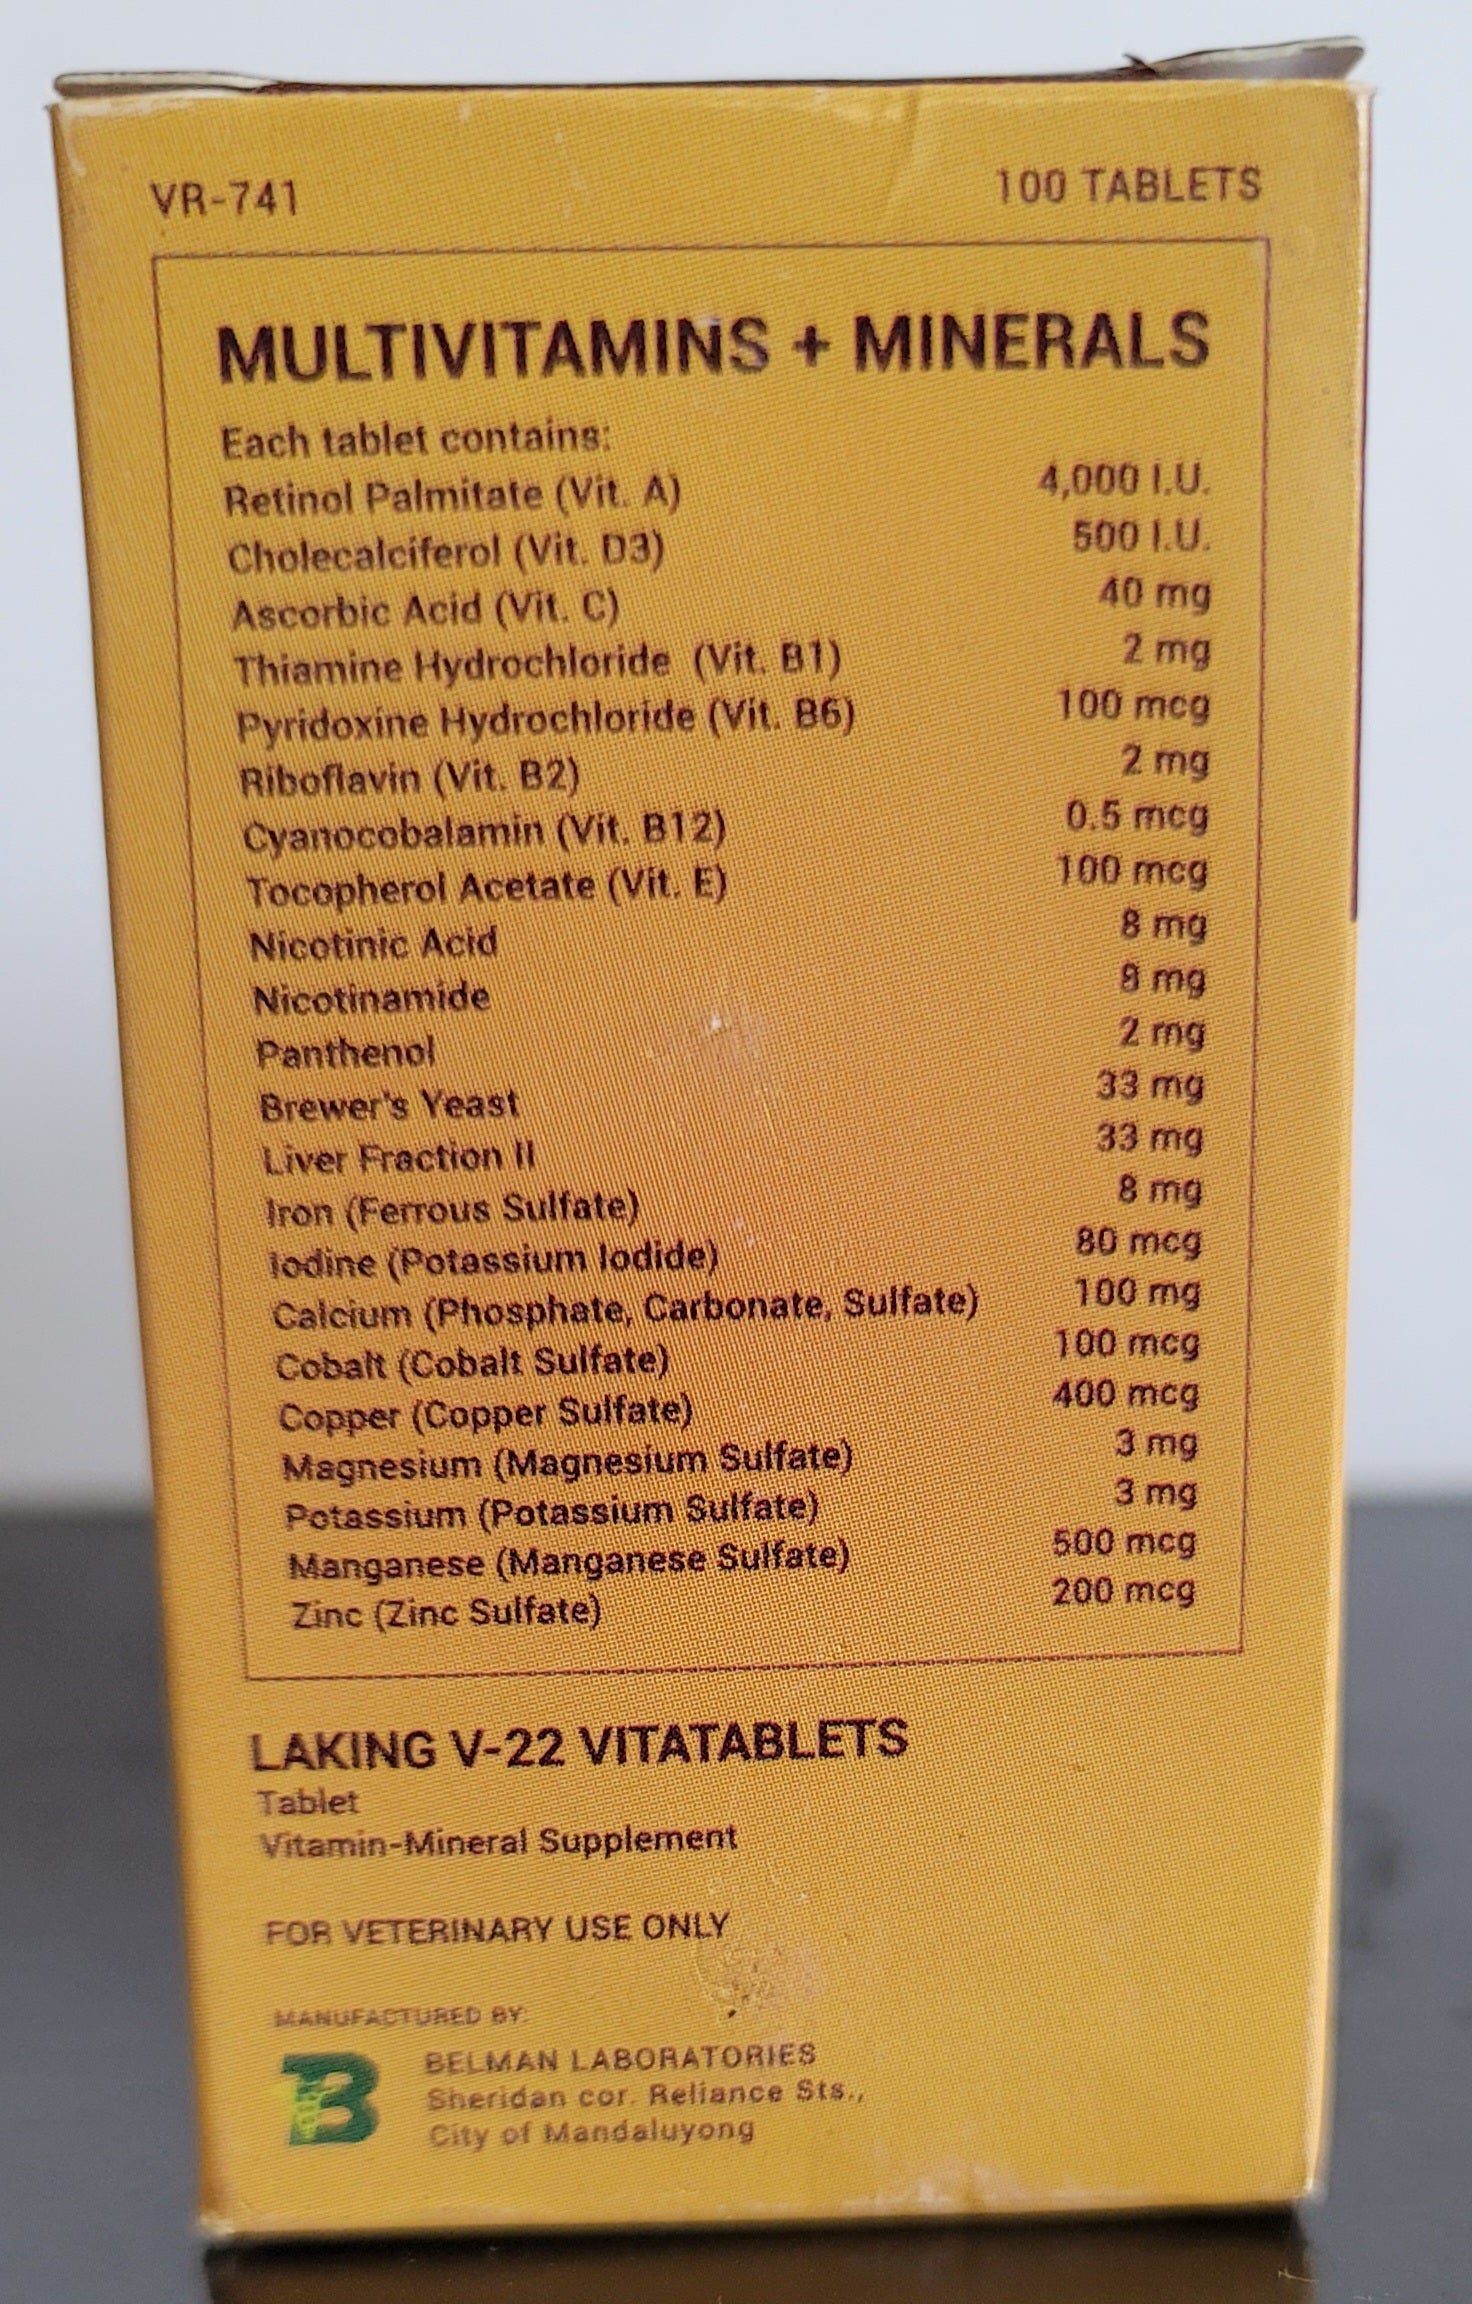 VR-741 100 TABLETS
MULTIVITAMINS + MINERALS
Each tablet contains:
Retinol Palmitate (Vit. A) 4,000 I.U.
Cholecalciferol (Vit. D3) 500 I.U.
Ascorbic Acid (Vit. C) 40 mg
Thiamine Hydrochloride (Vit. B1) 2 mg
Pyridoxine Hydrochloride (Vit. B6) 100 mcg
Riboflavin (Vit. B2) 2 mg
Cyanocobalamin (Vit. B12) 0.5 mcg
Tocopherol Acetate (Vit. E) 100 mcg
Nicotinic Acid 8 mg
Nicotinamide 8 mg
Panthenol 2 mg
Brewer's Yeast 33 mg
Liver Fraction II 33 mg
Iron (Ferrous Sulfate) 8 mg
Iodine (Potassium Iodide) 80 mcg
Calcium (Phosphate, Carbonate, Sulfate) 100 mg
Cobalt (Cobalt Sulfate) 100 mcg
Copper (Copper Sulfate) 400 mcg
Magnesium (Magnesium Sulfate) 3 mg
Potassium (Potassium Sulfate) 3 mg
Manganese (Manganese Sulfate) 500 mcg
Zinc (Zinc Sulfate) 200 mcg
LAKING V-22 VITATABLETS
Tablet
Vitamin-Mineral Supplement
FOR VETERINARY USE ONLY
MANUFACTURED BY:
B
BELMAN LABORATORIES
Sheridan cor. Reliance Sts.,
City of Mandaluyong